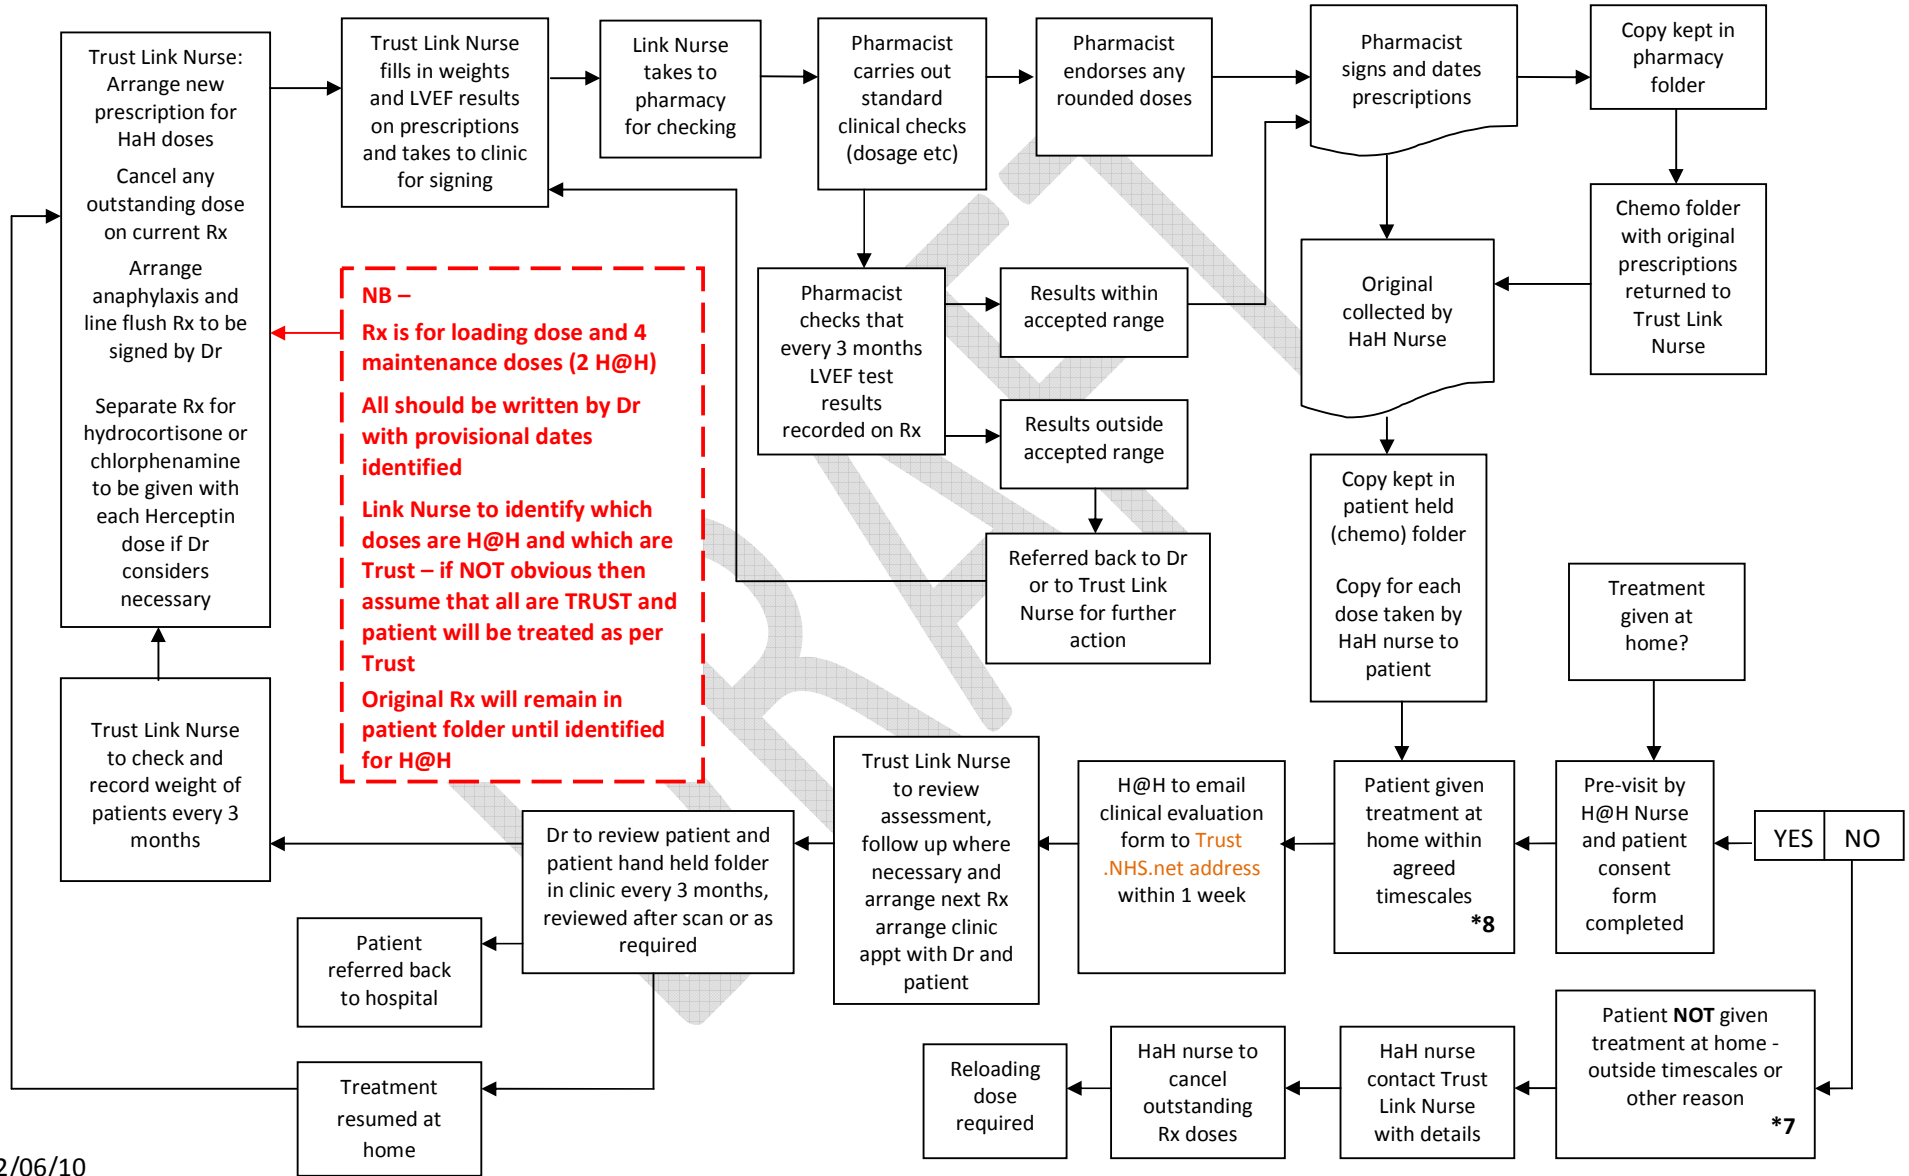 Trust Link Nurse:
Arrange new
prescription for
HaH doses
Cancel any
outstanding dose
on current Rx
Arrange
anaphylaxis and
line flush Rx to be
signed by Dr
Separate Rx for
hydrocortisone or
chlorphenamine
to be given with
each Herceptin
dose if Dr
considers
necessary
Trust Link Nurse
fills in weights
and LVEF results
on prescriptions
and takes to clinic
for signing
Link Nurse
takes to
pharmacy
for checking
Pharmacist
carries out
standard
clinical checks
(dosage etc)
Pharmacist
endorses any
rounded doses
Pharmacist
signs and dates
prescriptions
Copy kept in
pharmacy
folder
Chemo folder
with original
prescriptions
returned to
Trust Link
Nurse
Original
collected by
HaH Nurse
Pharmacist
checks that
every 3 months
LVEF test
results
recorded on Rx
Results within
accepted range
Results outside
accepted range
Referred back to Dr
or to Trust Link
Nurse for further
action
NB –
Rx is for loading dose and 4
maintenance doses (2 H@H)
All should be written by Dr
with provisional dates
identified
Link Nurse to identify which
doses are H@H and which are
Trust – if NOT obvious then
assume that all are TRUST and
patient will be treated as per
Trust
Original Rx will remain in
patient folder until identified
for H@H
Copy kept in
patient held
(chemo) folder
Copy for each
dose taken by
HaH nurse to
patient
Treatment
given at
home?
YES NO
Pre-visit by
H@H Nurse
and patient
consent
form
completed
Patient given
treatment at
home within
agreed
timescales
*8
H@H to email
clinical evaluation
form to Trust
.NHS.net address
within 1 week
Trust Link Nurse
to review
assessment,
follow up where
necessary and
arrange next Rx
arrange clinic
appt with Dr and
patient
Dr to review patient and
patient hand held folder
in clinic every 3 months,
reviewed after scan or as
required
Trust Link Nurse
to check and
record weight of
patients every 3
months
Patient
referred back
to hospital
Treatment
resumed at
home
Patient NOT given
treatment at home -
outside timescales or
other reason
*7
HaH nurse
contact Trust
Link Nurse
with details
HaH nurse to
cancel
outstanding
Rx doses
Reloading
dose
required
DRAFT
2/06/10